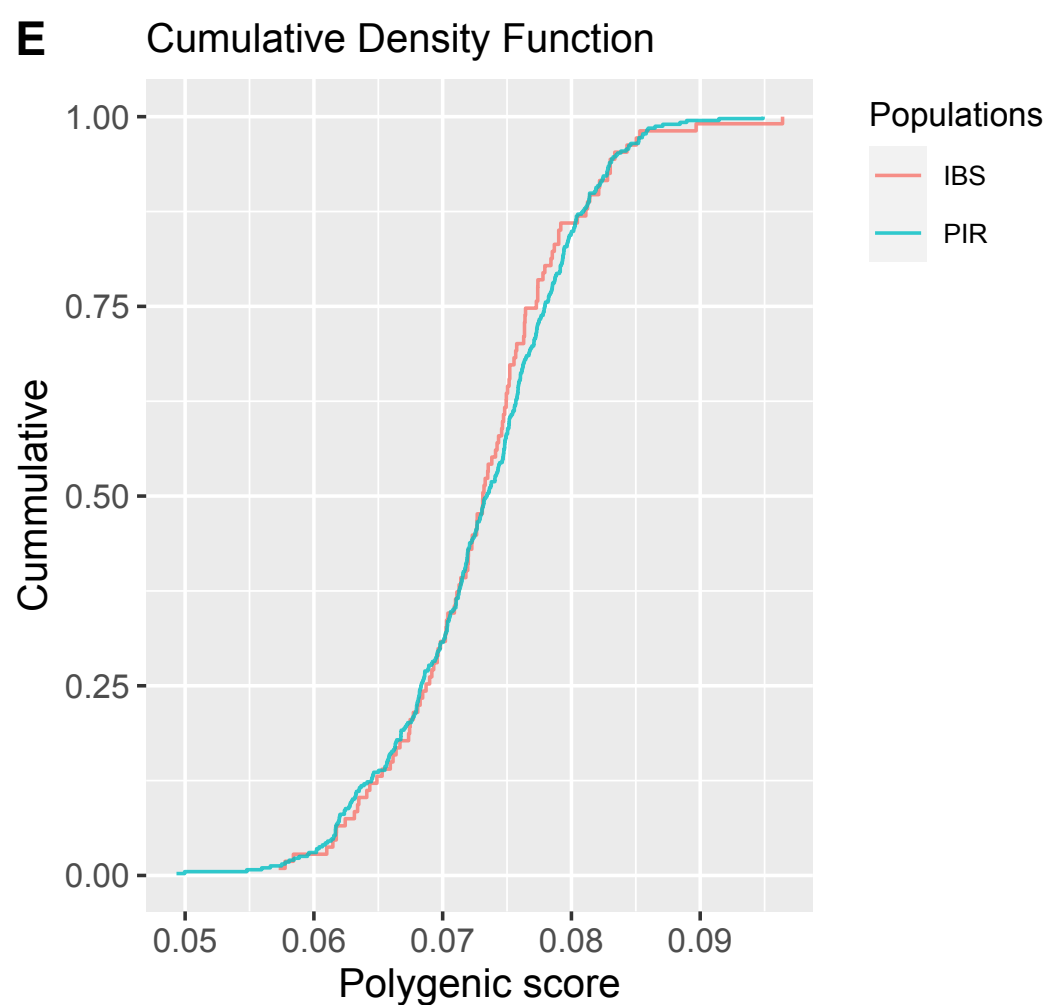 E Cumulative Density Function
Populations
IBS
PIR
Cummulative
1.00
0.75
0.50
0.25
0.00
0.05 0.06 0.07 0.08 0.09
Polygenic score